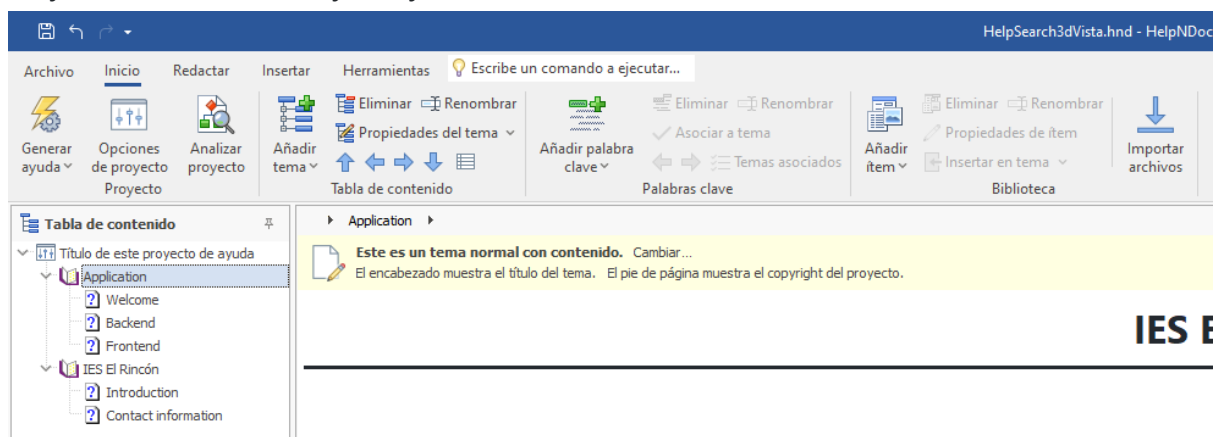 HelpSearch3dVista.hnd - HelpNDoc
Archivo Inicio Redactar Insertar Herramientas Escribe un comando a ejecutar...
Eliminar Renombrar Eliminar Renombrar Eliminar Renombrar
Propiedades del tema Asociar a tema Propiedades de ítem
Generar ayuda Opciones de proyecto Analizar proyecto Añadir tema Añadir palabra clave Temas asociados Añadir ítem Insertar en tema Importar archivos
Proyecto Tabla de contenido Palabras clave Biblioteca
Tabla de contenido
Application
Título de este proyecto de ayuda
Este es un tema normal con contenido. Cambiar...
Application
El encabezado muestra el título del tema. El pie de página muestra el copyright del proyecto.
Welcome
Backend
Frontend
IES E
IES El Rincón
Introduction
Contact information